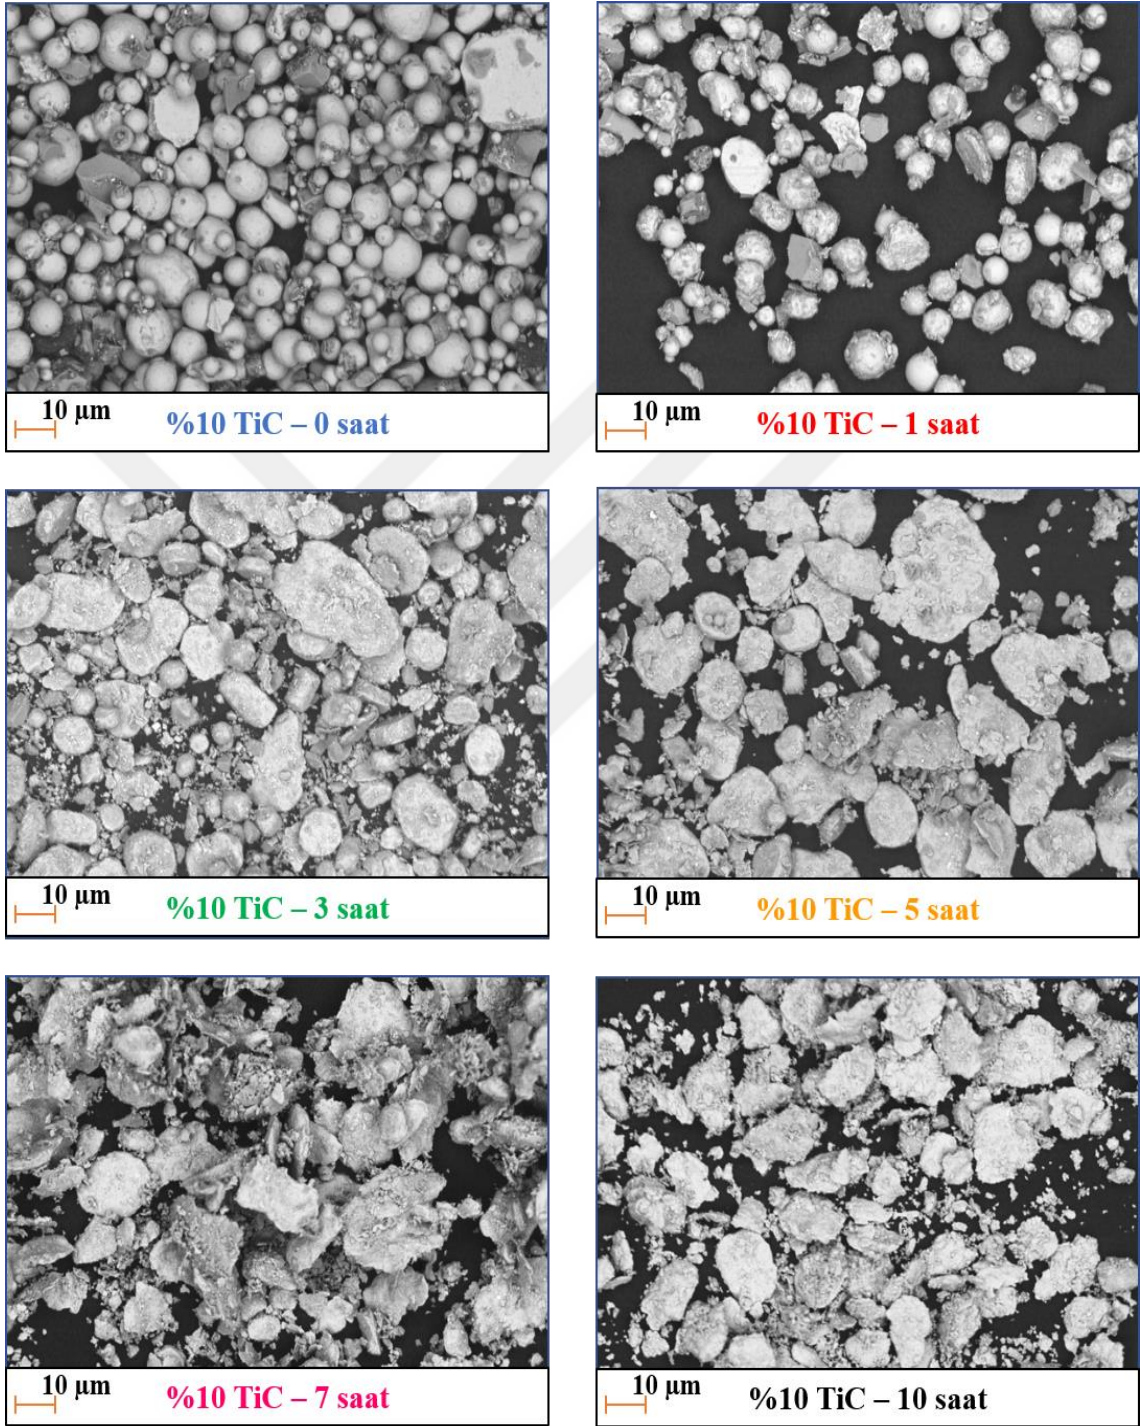 10 µm %10 TiC – 0 saat
10 µm %10 TiC – 1 saat
10 µm %10 TiC – 3 saat
10 µm %10 TiC – 5 saat
10 µm %10 TiC – 7 saat
10 µm %10 TiC – 10 saat